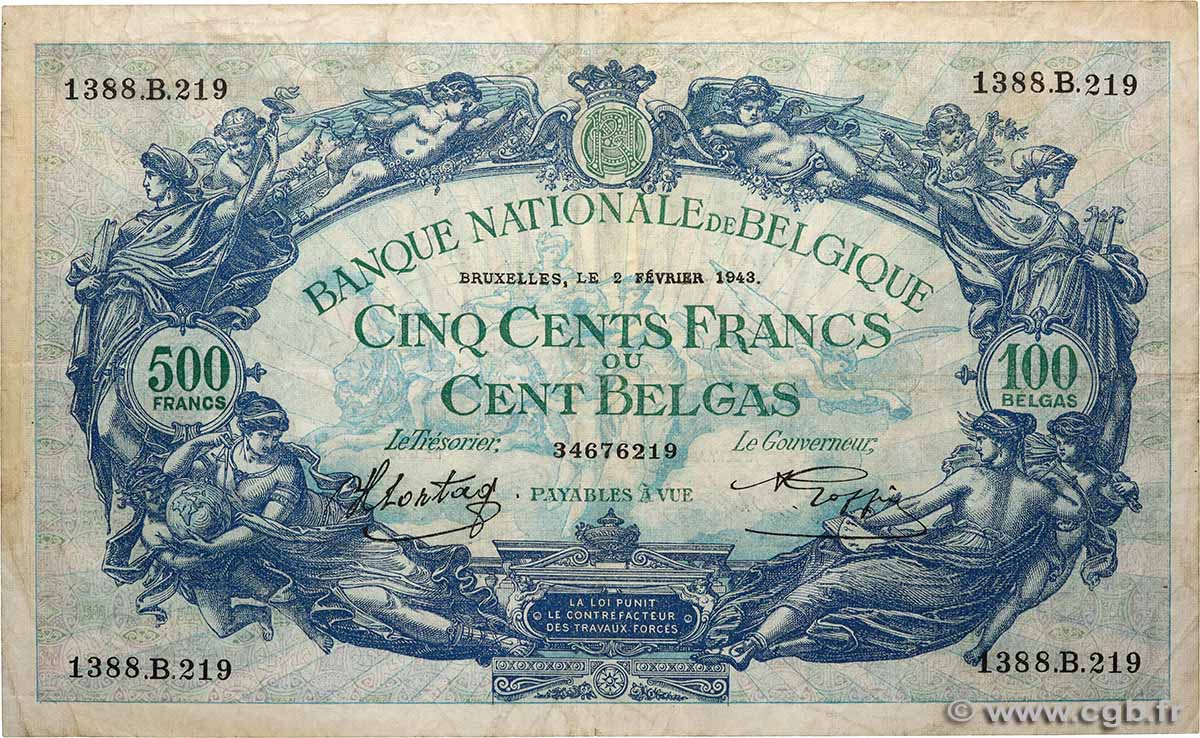 1388.B.219
1388.B.219
BANQUE NATIONALE DE BELGIQUE
BRUXELLES, LE 2 FÉVRIER 1943.
CINQ CENTS FRANCS
OU
CENT BELGAS
500
FRANCS
100
BELGAS
Le Trésorier,
34676219
Le Gouverneur,
PAYABLES À VUE
LA LOI PUNIT
LE CONTREFACTEUR
DES TRAVAUX FORCÉS
1388.B.219
1388.B.219
© www.cgb.fr